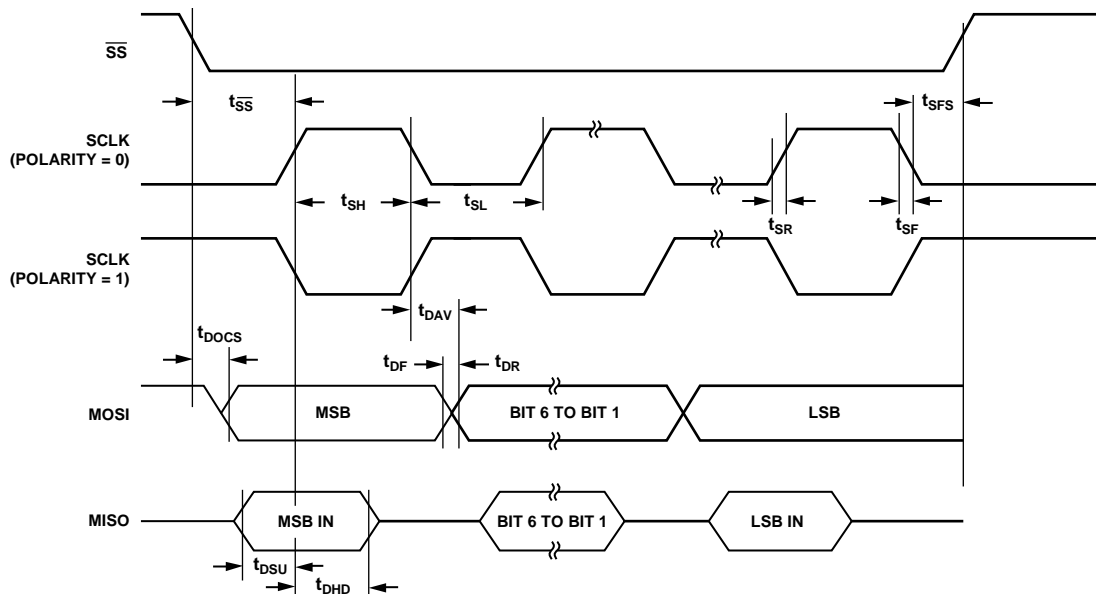 SS
tSS
tSFS
SCLK
(POLARITY = 0)
tSH
tSL
tSR
tSF
SCLK
(POLARITY = 1)
tDAV
tDOCS
tDF
tDR
MOSI
MSB
BIT 6 TO BIT 1
LSB
MISO
MSB IN
BIT 6 TO BIT 1
LSB IN
tDSU
tDHD